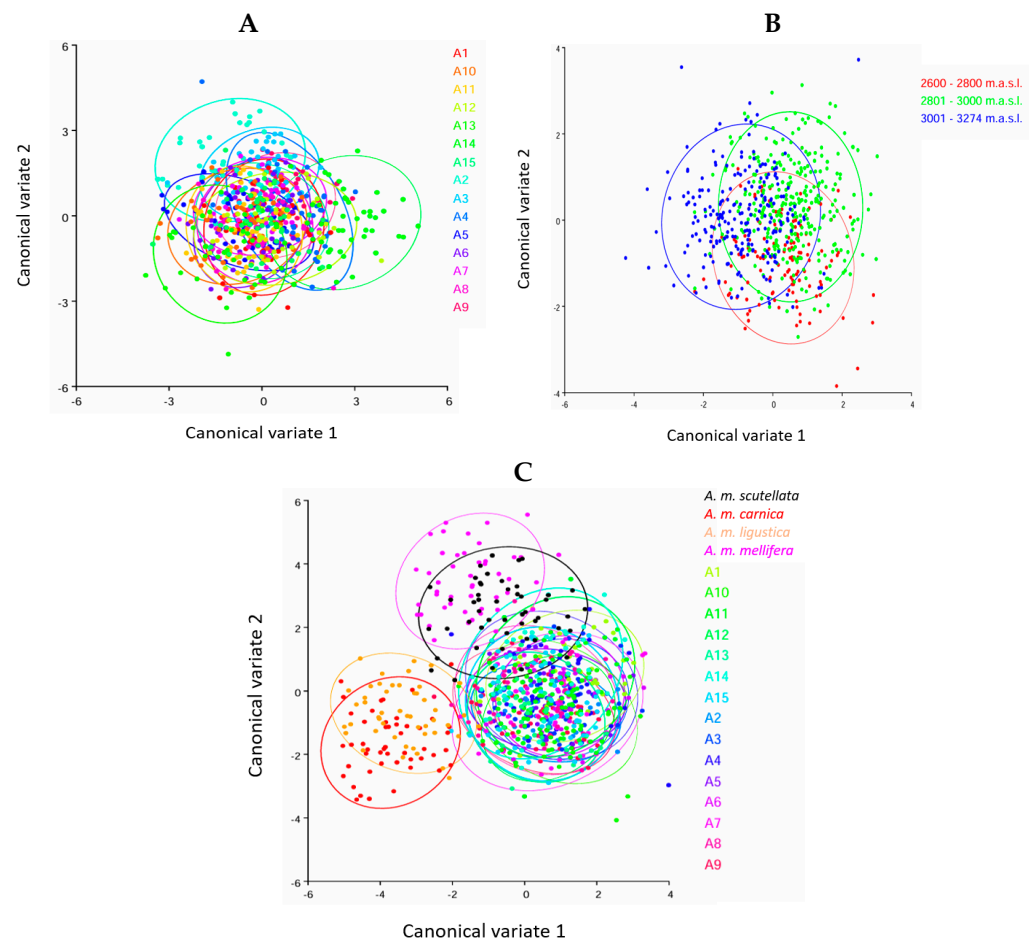 A
6
3
0
-3
-6
-6
-3
0
3
6
Canonical variate 2
Canonical variate 1
A1
A10
A11
A12
A13
A14
A15
A2
A3
A4
A5
A6
A7
A8
A9
B
4
2
0
-2
-4
-6
-4
-2
0
2
4
Canonical variate 2
Canonical variate 1
2600 - 2800 m.a.s.l.
2801 - 3000 m.a.s.l.
3001 - 3274 m.a.s.l.
C
6
4
2
0
-2
-4
-6
-6
-4
-2
0
2
4
Canonical variate 2
Canonical variate 1
A. m. scutellata
A. m. carnica
A. m. ligustica
A. m. mellifera
A1
A10
A11
A12
A13
A14
A15
A2
A3
A4
A5
A6
A7
A8
A9